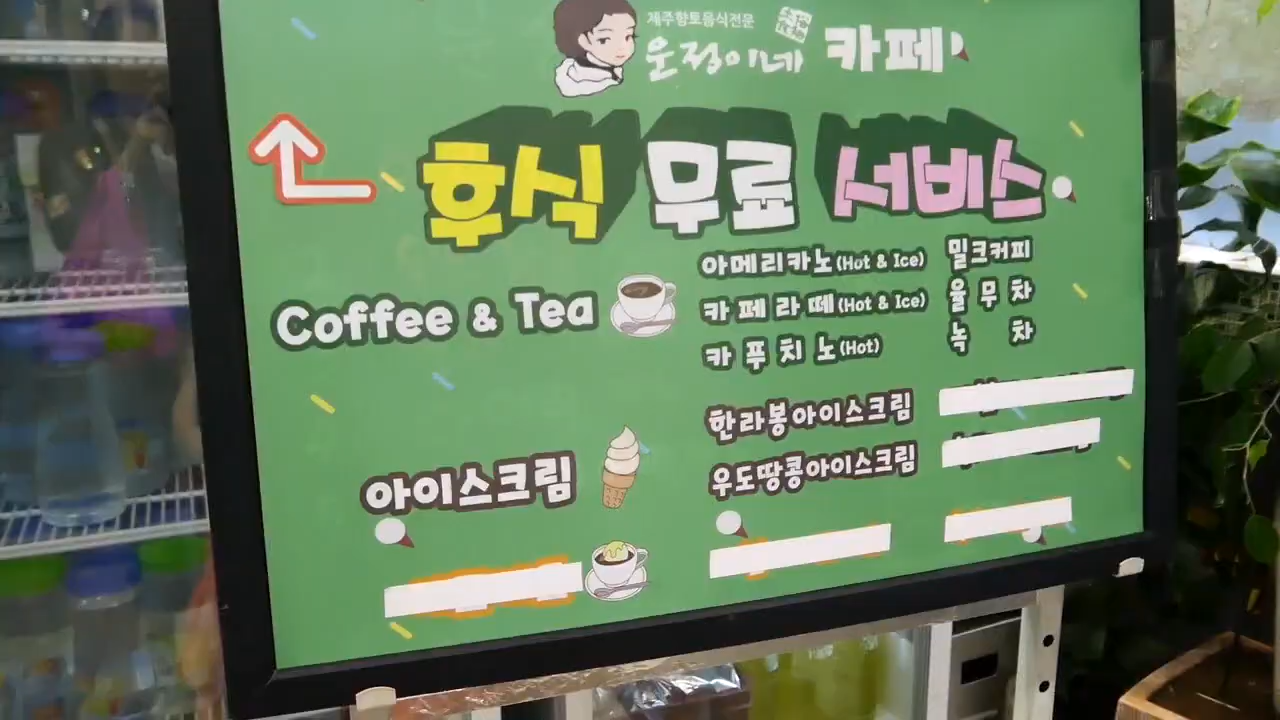 제주향토음식전문
운정이네 카페
후식 무료 서비스
Coffee & Tea
아메리카노(Hot & Ice)
밀크커피
카페라떼(Hot & Ice)
율무차
카푸치노(Hot)
녹차
아이스크림
한라봉아이스크림
우도땅콩아이스크림